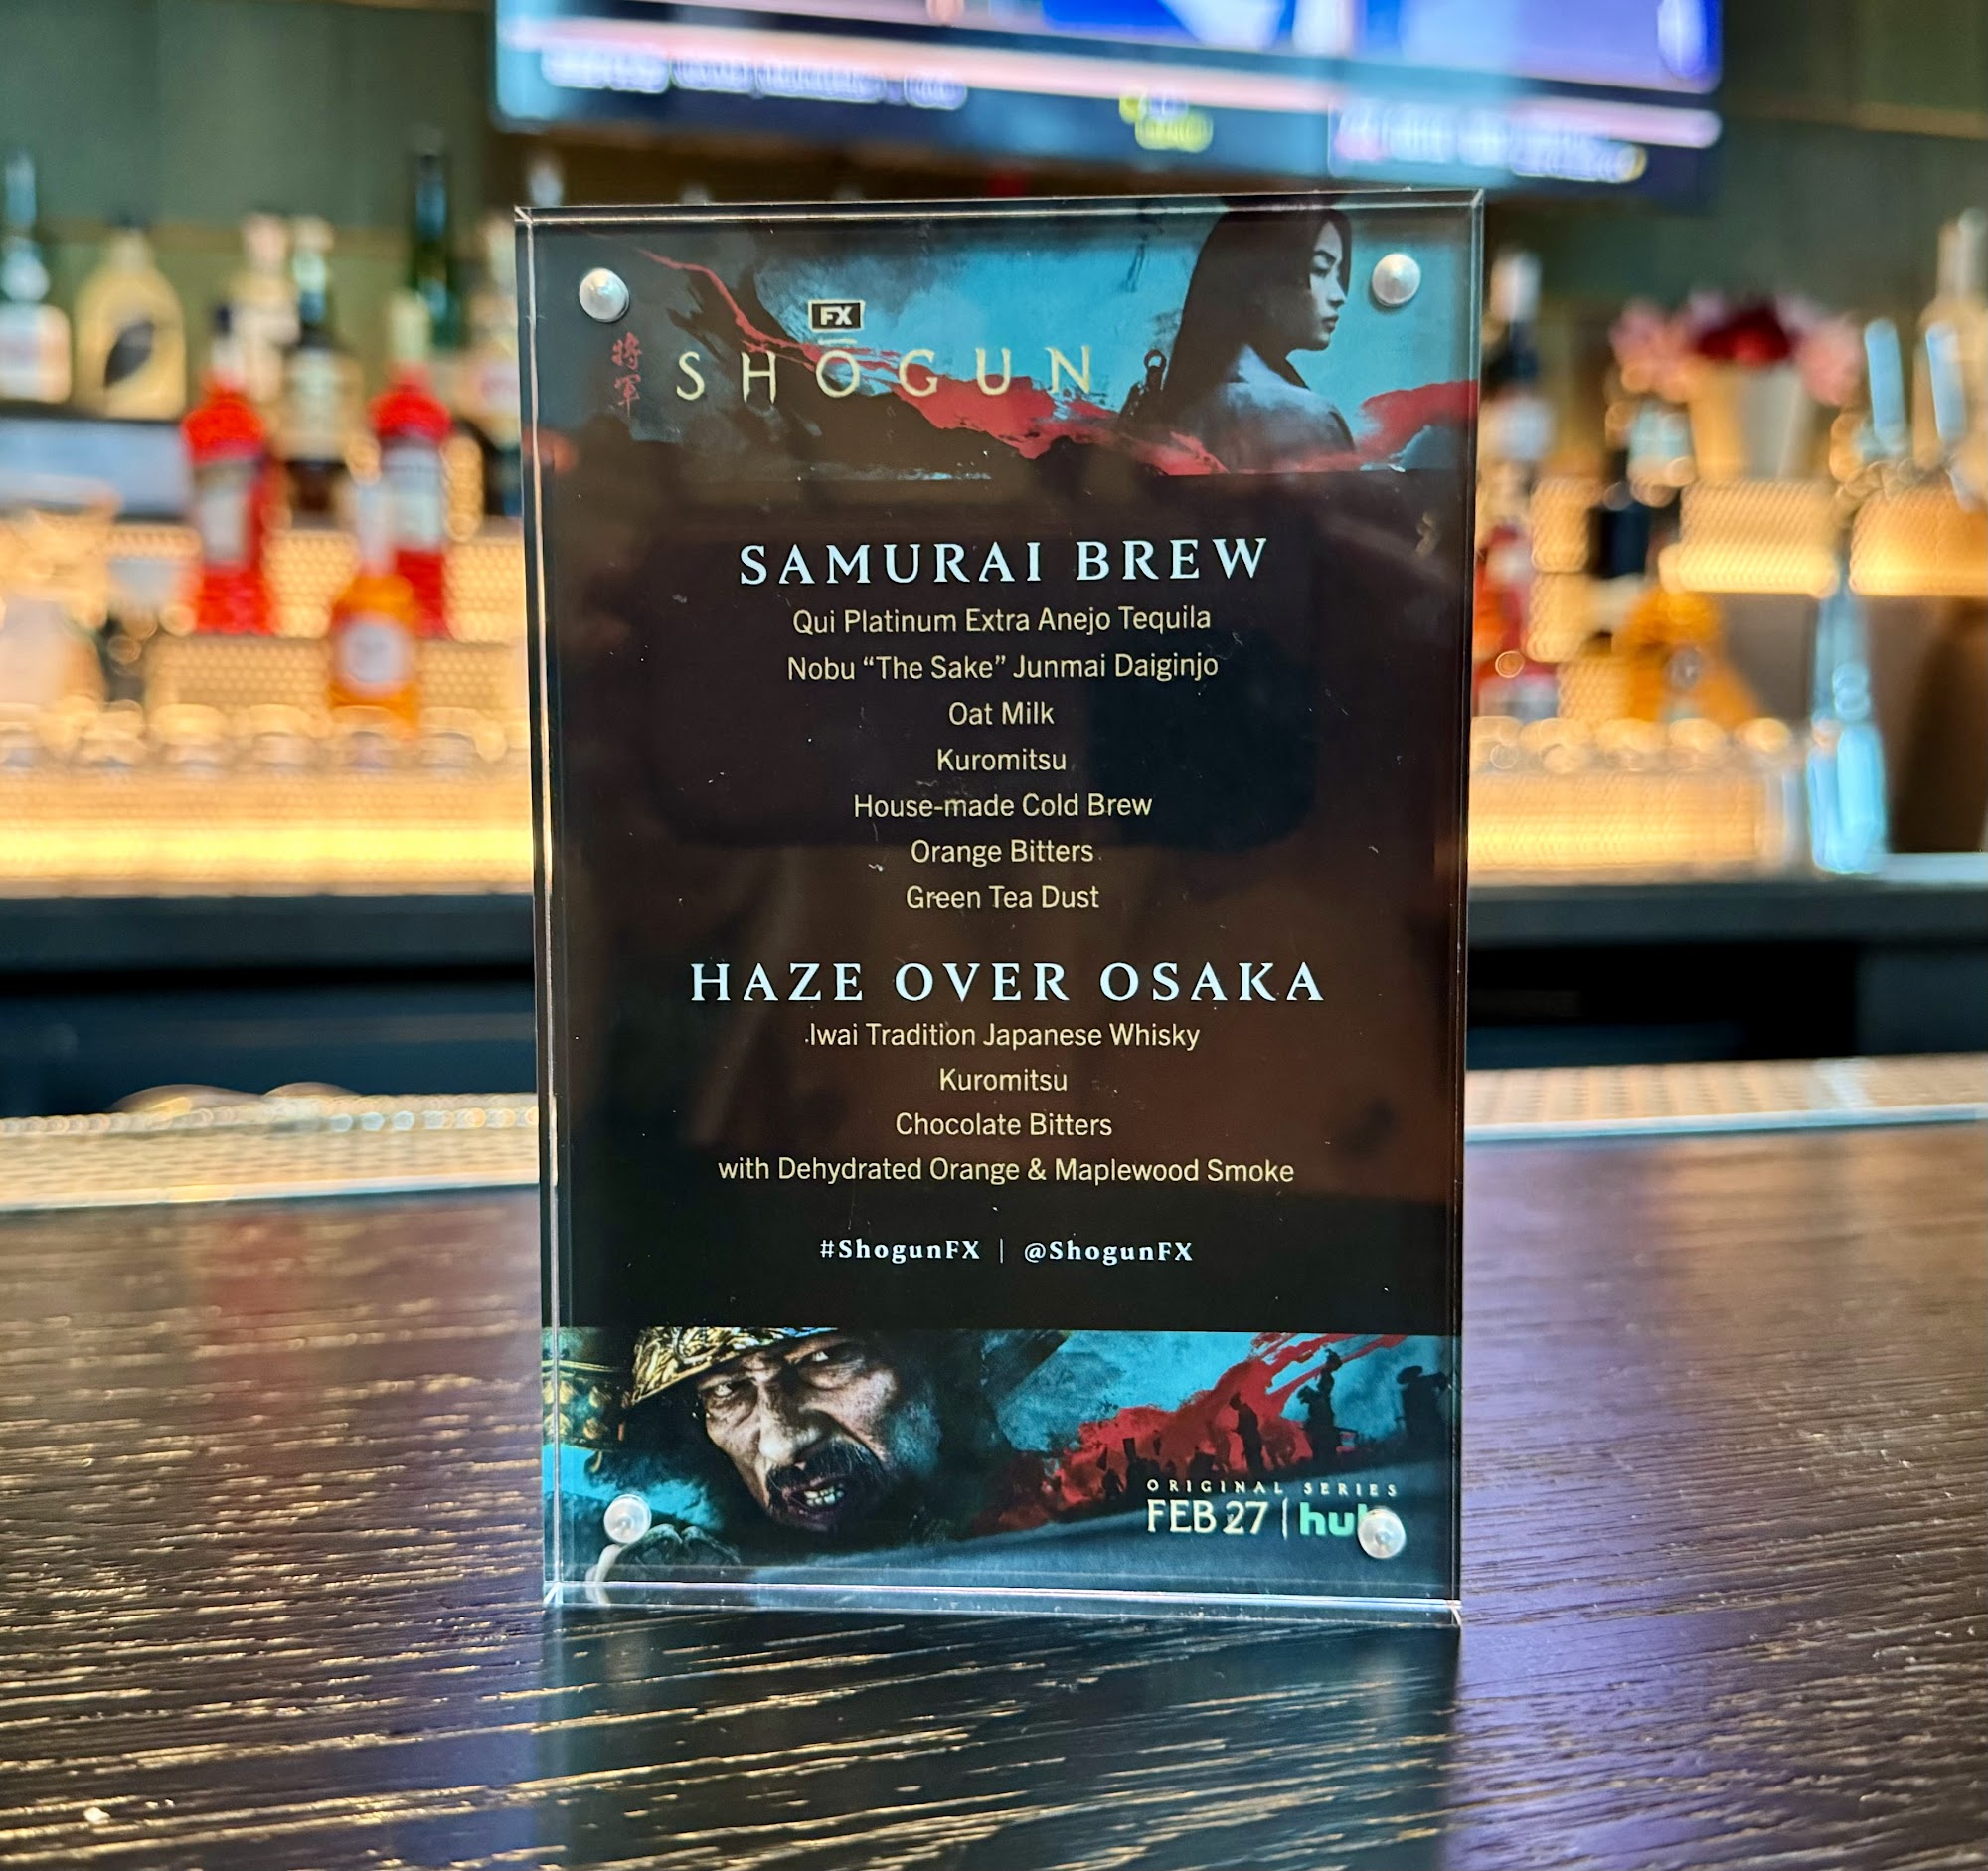 FX
將軍
SHOGUN
SAMURAI BREW
Qui Platinum Extra Anejo Tequila
Nobu “The Sake” Junmai Daiginjo
Oat Milk
Kuromitsu
House-made Cold Brew
Orange Bitters
Green Tea Dust
HAZE OVER OSAKA
Iwai Tradition Japanese Whisky
Kuromitsu
Chocolate Bitters
with Dehydrated Orange & Maplewood Smoke
#ShogunFX | @ShogunFX
ORIGINAL SERIES
FEB 27 | hulu